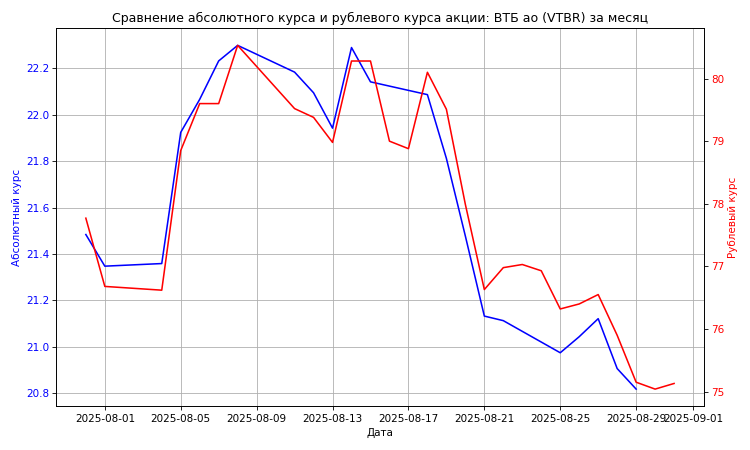 Сравнение абсолютного курса и рублевого курса акции: ВТБ ао (VTBR) за месяц
Абсолютный курс
22.2
22.0
21.8
21.6
21.4
21.2
21.0
20.8
80
79
78
77
76
75
Рублевый курс
2025-08-01 2025-08-05 2025-08-09 2025-08-13 2025-08-17 2025-08-21 2025-08-25 2025-08-29 2025-09-01
Дата